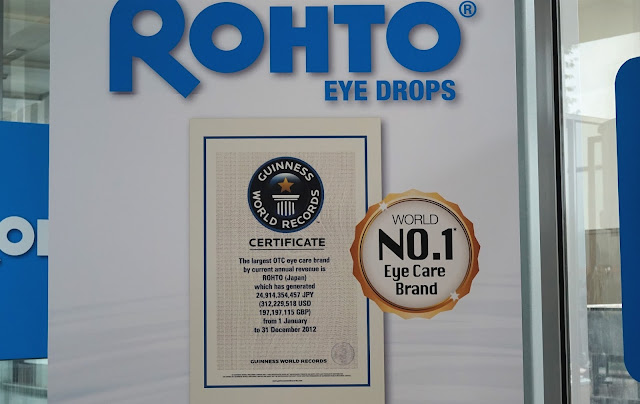 ROHTO®
EYE DROPS
GUINNESS
WORLD RECORDS
™
CERTIFICATE
The largest OTC eye care brand
by current annual revenue is
ROHTO (Japan)
which has generated
24,914,354,457 JPY
(312,229,518 USD
197,197,115 GBP)
from 1 January
to 31 December 2012
GUINNESS WORLD RECORDS
WORLD
NO.1*
Eye Care
Brand